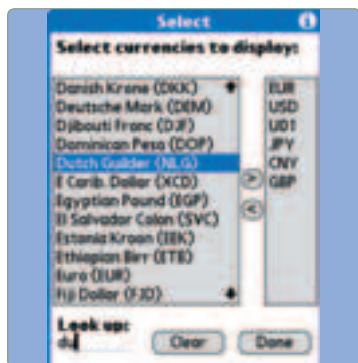 Select
Select currencies to display:
Danish Krone (DKK)
Deutsche Mark (DEM)
Djibouti Franc (DJF)
Dominican Peso (DOP)
Dutch Guilder (NLG)
E Carib. Dollar (XCD)
Egyptian Pound (EGP)
El Salvador Colon (SVC)
Estonia Kroon (EEK)
Ethiopian Birr (ETB)
Euro (EUR)
Fiji Dollar (FJD)
EUR
USD
UD1
JPY
CNY
GBP
Look up:
du
Clear
Done